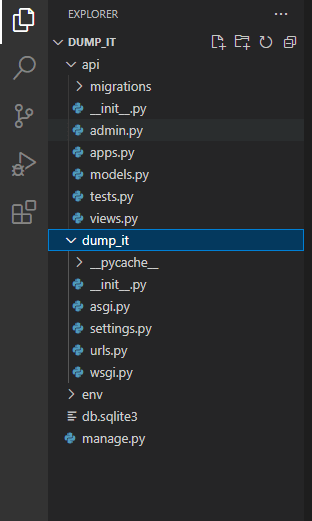 EXPLORER
DUMP_IT
api
migrations
__init__.py
admin.py
apps.py
models.py
tests.py
views.py
dump_it
__pycache__
__init__.py
asgi.py
settings.py
urls.py
wsgi.py
env
db.sqlite3
manage.py